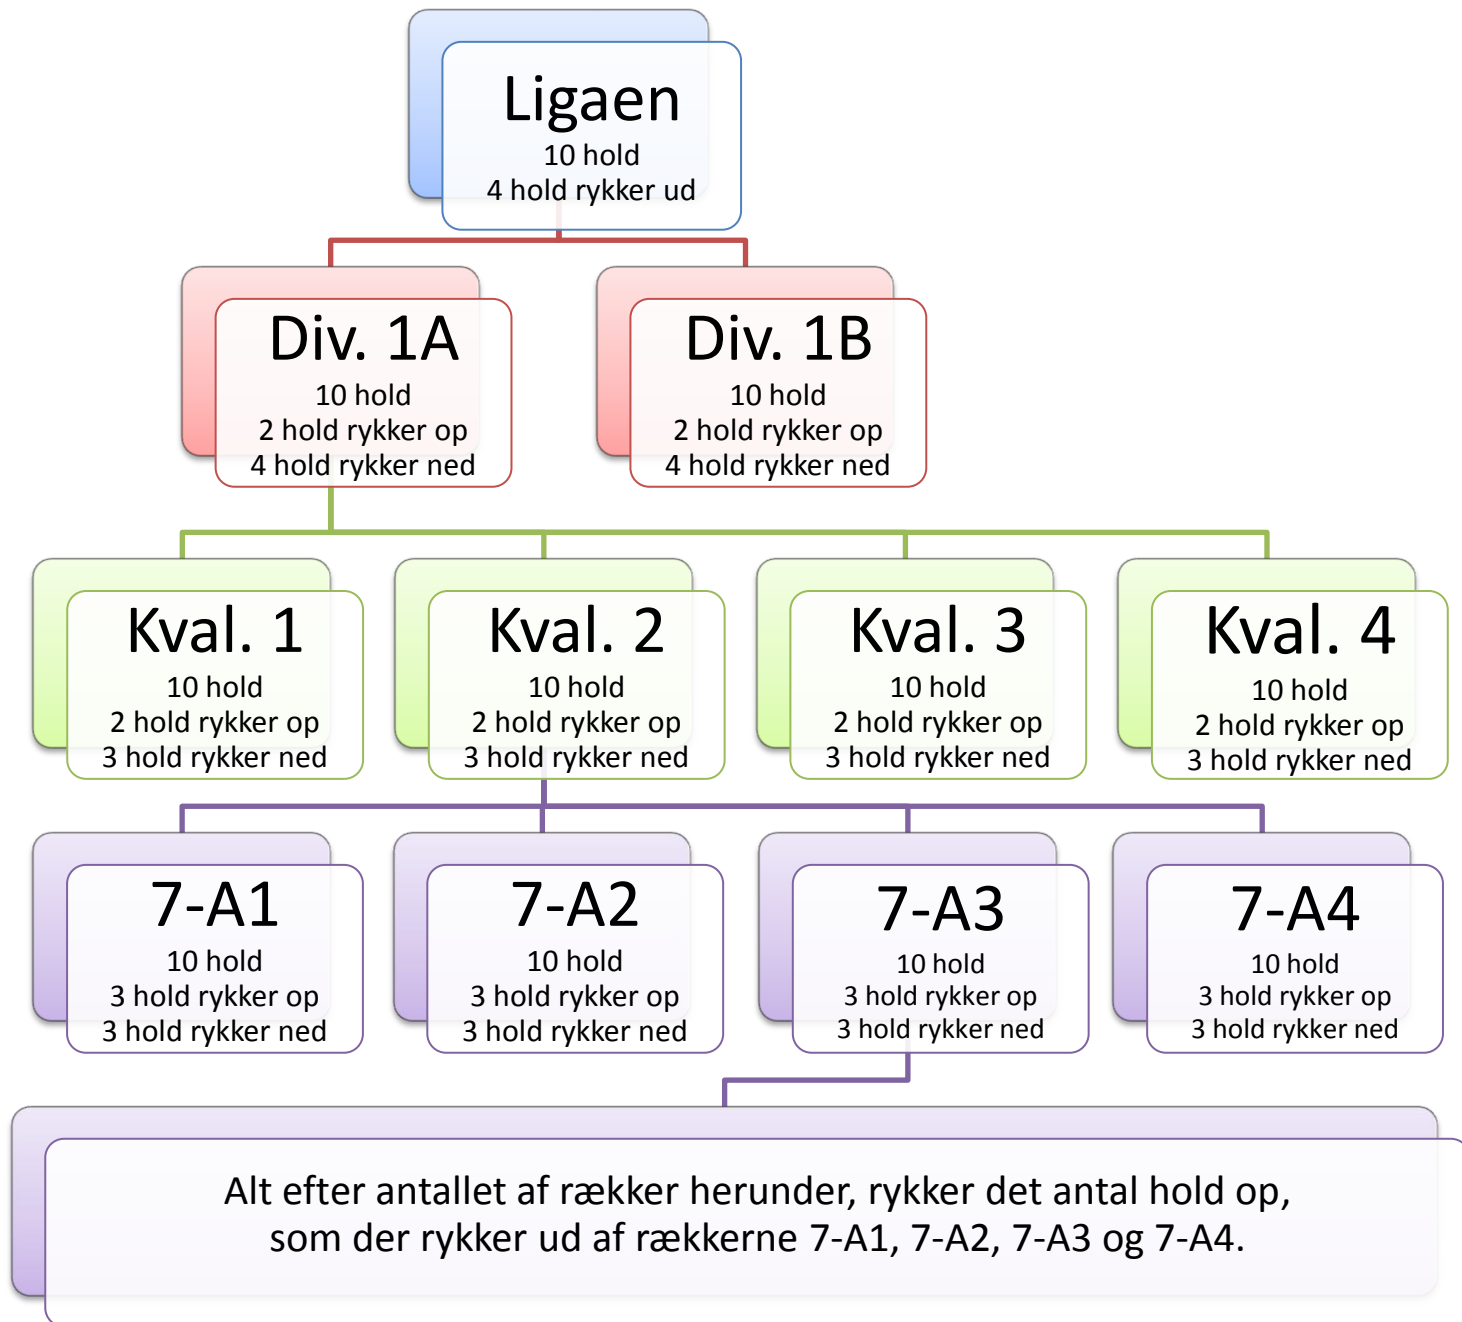 Ligaen
10 hold
4 hold rykker ud
Div. 1A
10 hold
2 hold rykker op
4 hold rykker ned
Div. 1B
10 hold
2 hold rykker op
4 hold rykker ned
Kval. 1
10 hold
2 hold rykker op
3 hold rykker ned
Kval. 2
10 hold
2 hold rykker op
3 hold rykker ned
Kval. 3
10 hold
2 hold rykker op
3 hold rykker ned
Kval. 4
10 hold
2 hold rykker op
3 hold rykker ned
7-A1
10 hold
3 hold rykker op
3 hold rykker ned
7-A2
10 hold
3 hold rykker op
3 hold rykker ned
7-A3
10 hold
3 hold rykker op
3 hold rykker ned
7-A4
10 hold
3 hold rykker op
3 hold rykker ned
Alt efter antallet af rækker herunder, rykker det antal hold op,
som der rykker ud af rækkerne 7-A1, 7-A2, 7-A3 og 7-A4.